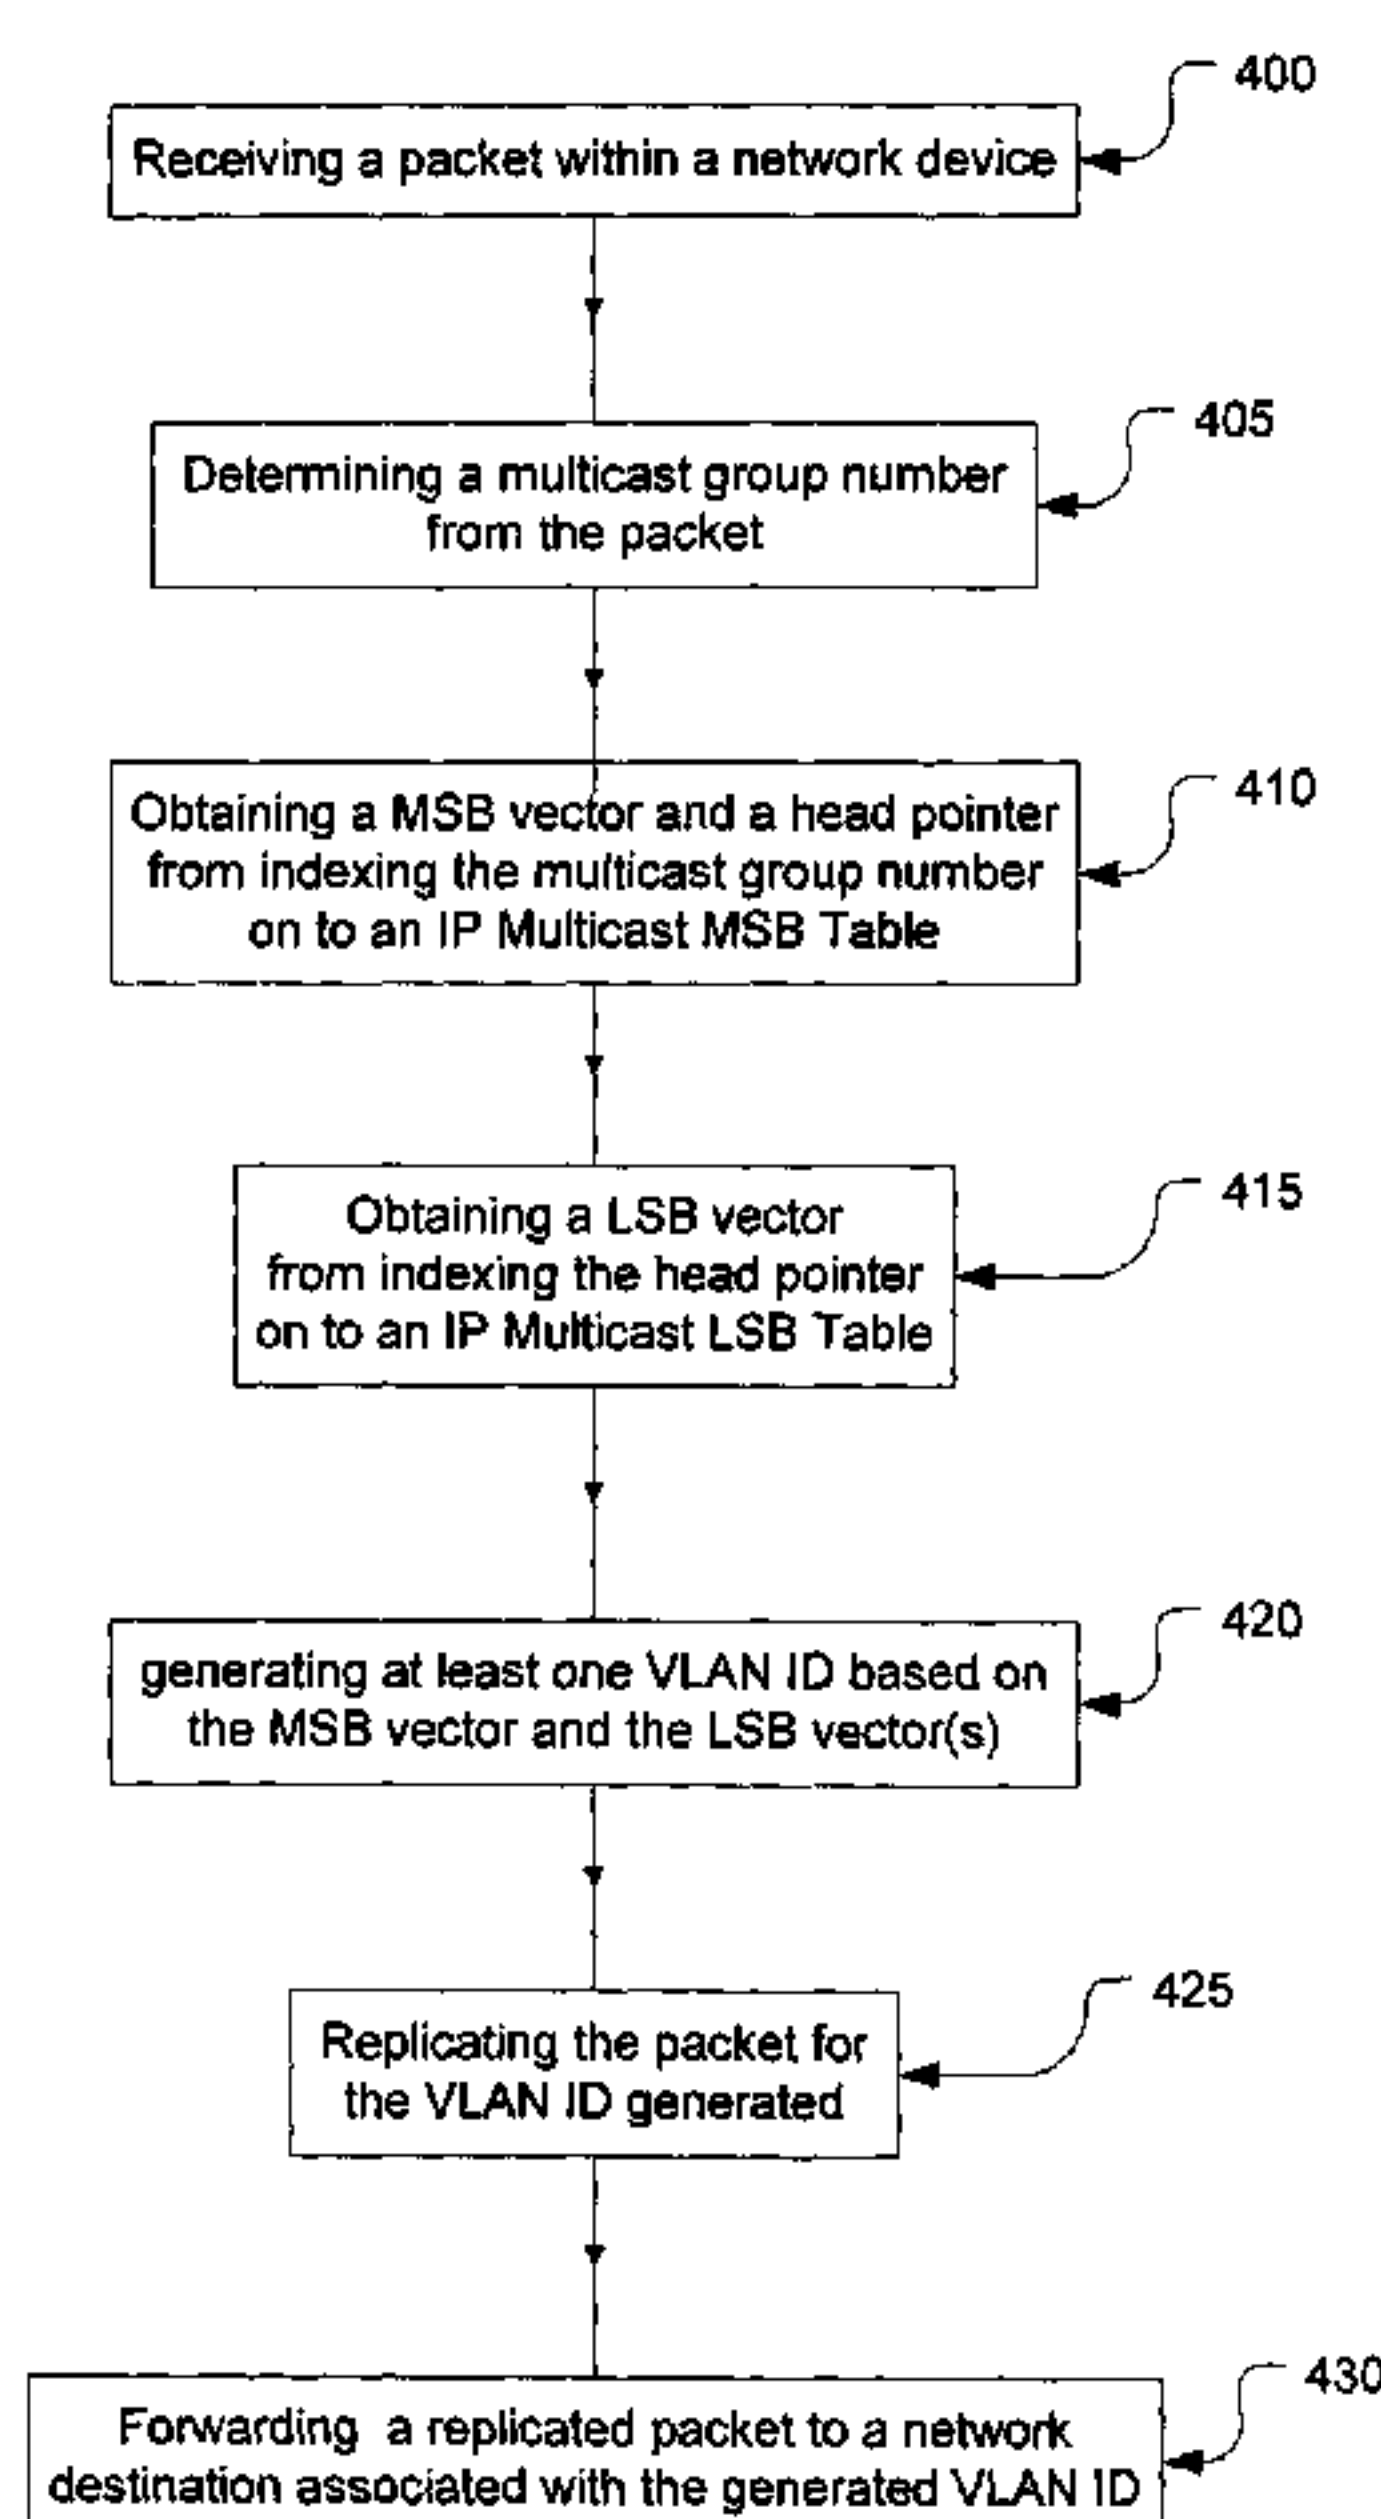 400
Receiving a packet within a network device
405
Determining a multicast group number
from the packet
410
Obtaining a MSB vector and a head pointer
from indexing the multicast group number
on to an IP Multicast MSB Table
415
Obtaining a LSB vector
from indexing the head pointer
on to an IP Multicast LSB Table
420
generating at least one VLAN ID based on
the MSB vector and the LSB vector(s)
425
Replicating the packet for
the VLAN ID generated
430
Forwarding a replicated packet to a network
destination associated with the generated VLAN ID